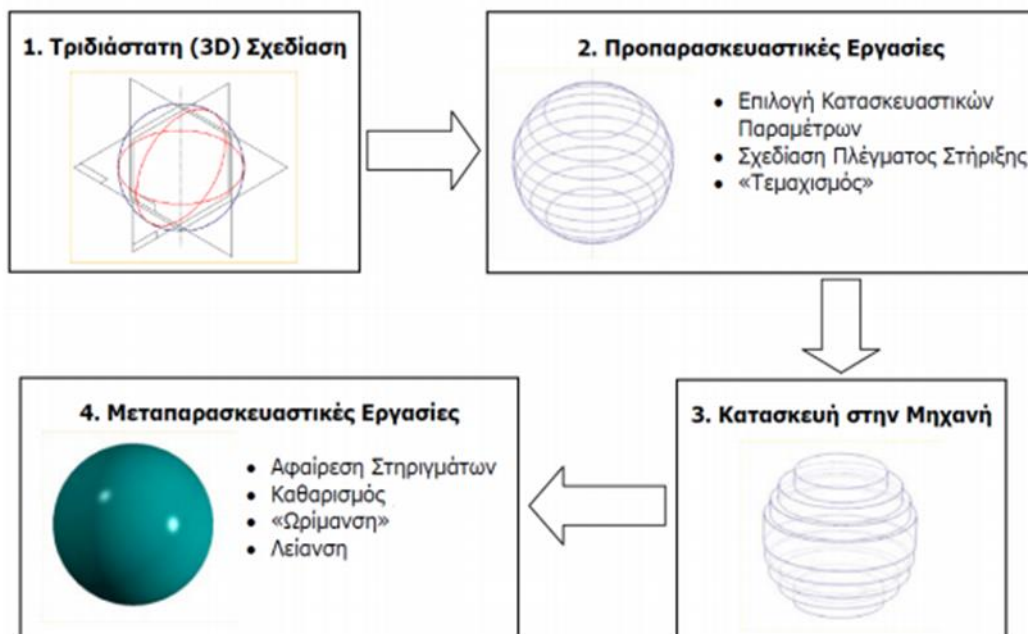 1. Τριδιάστατη (3D) Σχεδίαση
2. Προπαρασκευαστικές Εργασίες
• Επιλογή Κατασκευαστικών
Παραμέτρων
• Σχεδίαση Πλέγματος Στήριξης
• «Τεμαχισμός»
3. Κατασκευή στην Μηχανή
4. Μεταπαρασκευαστικές Εργασίες
• Αφαίρεση Στηριγμάτων
• Καθαρισμός
• «Ωρίμανση»
• Λείανση